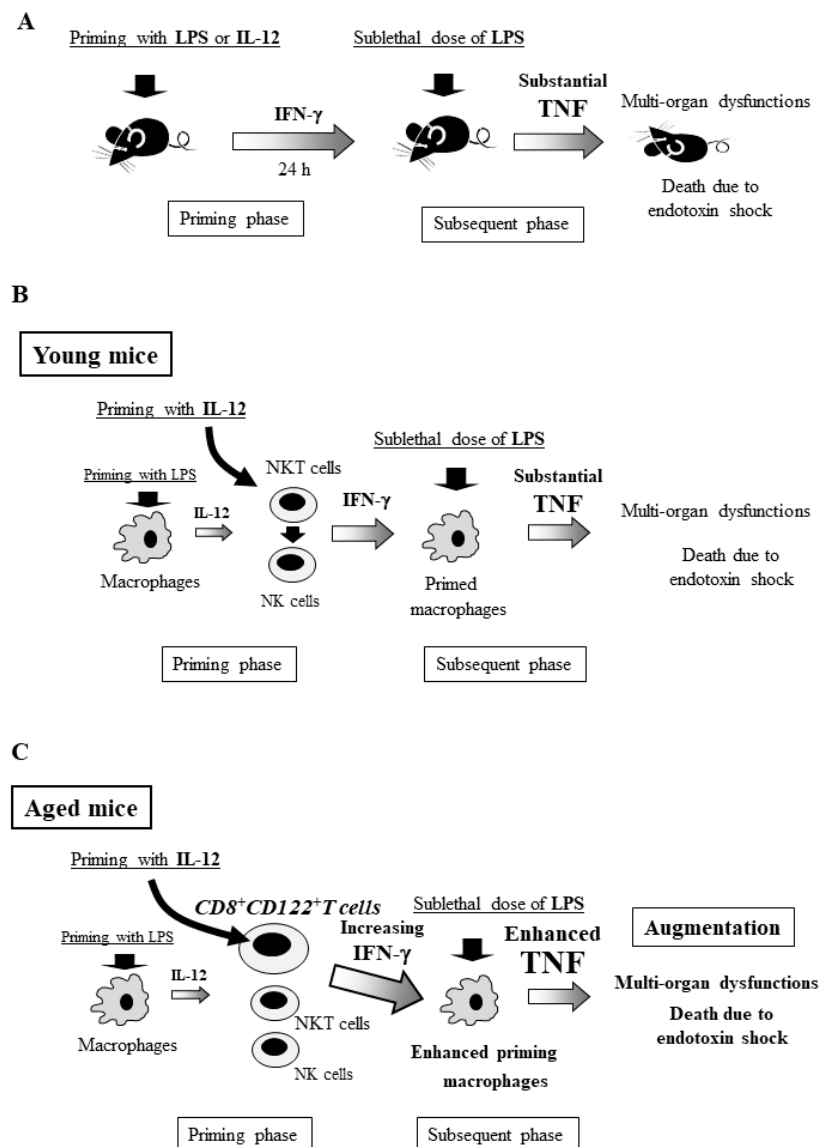 A
Priming with LPS or IL-12
Sublethal dose of LPS
IFN-γ
24 h
Substantial
TNF
Multi-organ dysfunctions
Death due to
endotoxin shock
Priming phase
Subsequent phase
B
Young mice
Priming with IL-12
Priming with LPS
Macrophages
IL-12
NKT cells
NK cells
IFN-γ
Sublethal dose of LPS
Primed
macrophages
Substantial
TNF
Multi-organ dysfunctions
Death due to
endotoxin shock
Priming phase
Subsequent phase
C
Aged mice
Priming with IL-12
Priming with LPS
Macrophages
IL-12
CD8+CD122+T cells
NKT cells
NK cells
Increasing
IFN-γ
Sublethal dose of LPS
Enhanced priming
macrophages
Enhanced
TNF
Augmentation
Multi-organ dysfunctions
Death due to
endotoxin shock
Priming phase
Subsequent phase